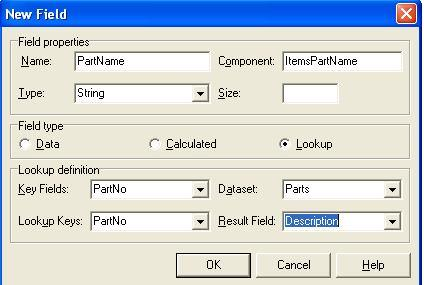 New Field
Field properties
Name: PartName Component: ItemsPartName
Type: String Size:
Field type
Data Calculated Lookup
Lookup definition
Key Fields: PartNo Dataset: Parts
Lookup Keys: PartNo Result Field: Description
OK Cancel Help